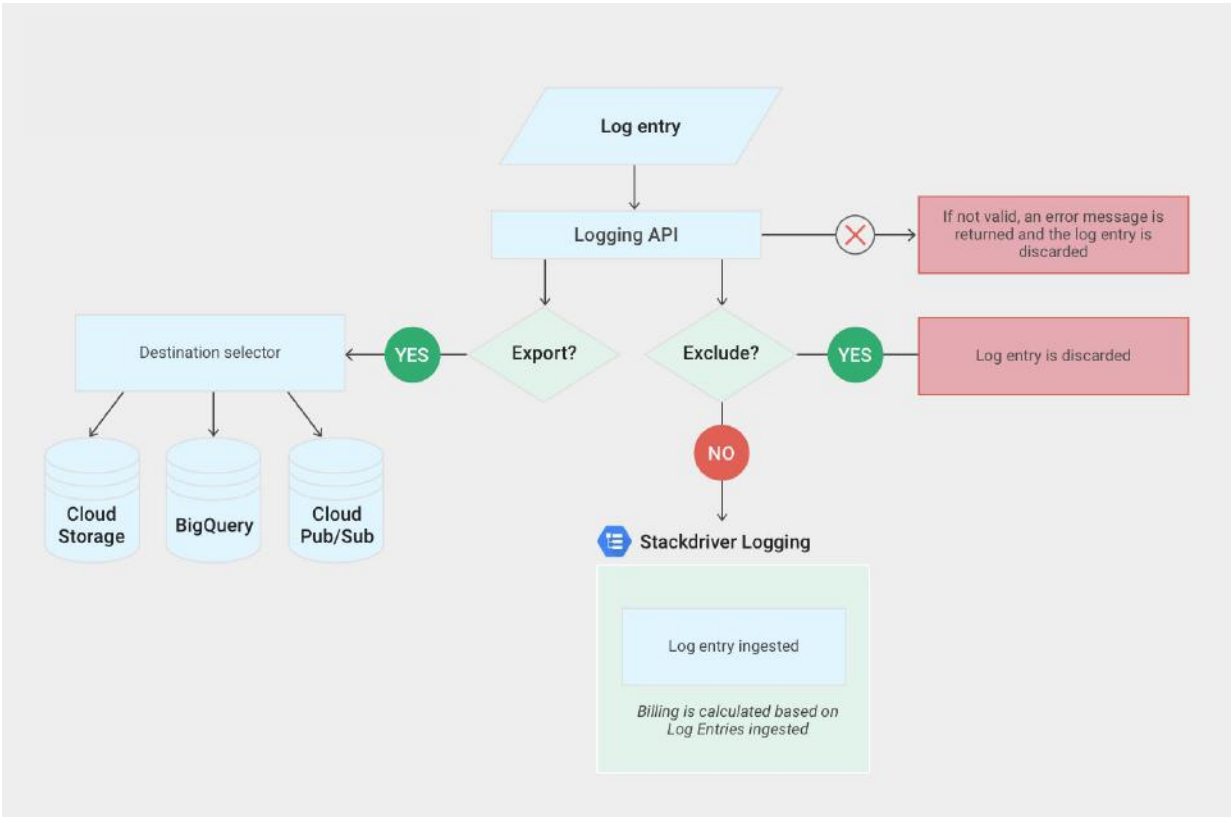 Log entry
Logging API
If not valid, an error message is
returned and the log entry is
discarded
Destination selector
YES
Export?
Exclude?
YES
Log entry is discarded
NO
Cloud
Storage
BigQuery
Cloud
Pub/Sub
Stackdriver Logging
Log entry ingested
Billing is calculated based on
Log Entries ingested